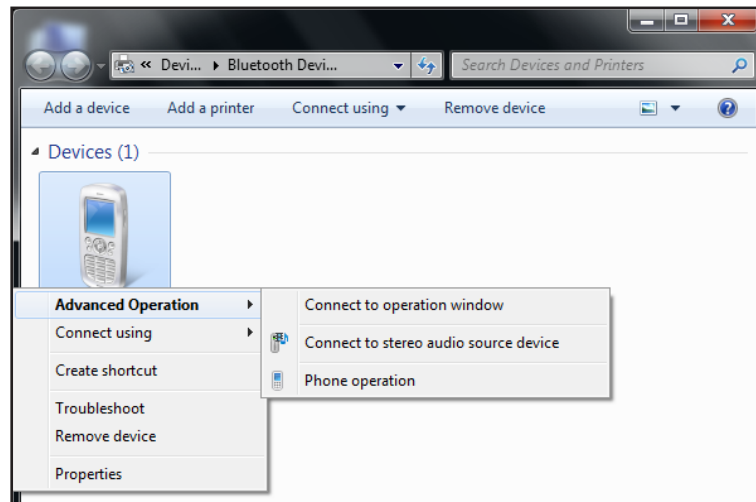 « Devi... Bluetooth Devi...
Search Devices and Printers
Add a device Add a printer Connect using Remove device
Devices (1)
Advanced Operation
Connect using
Create shortcut
Troubleshoot
Remove device
Properties
Connect to operation window
Connect to stereo audio source device
Phone operation